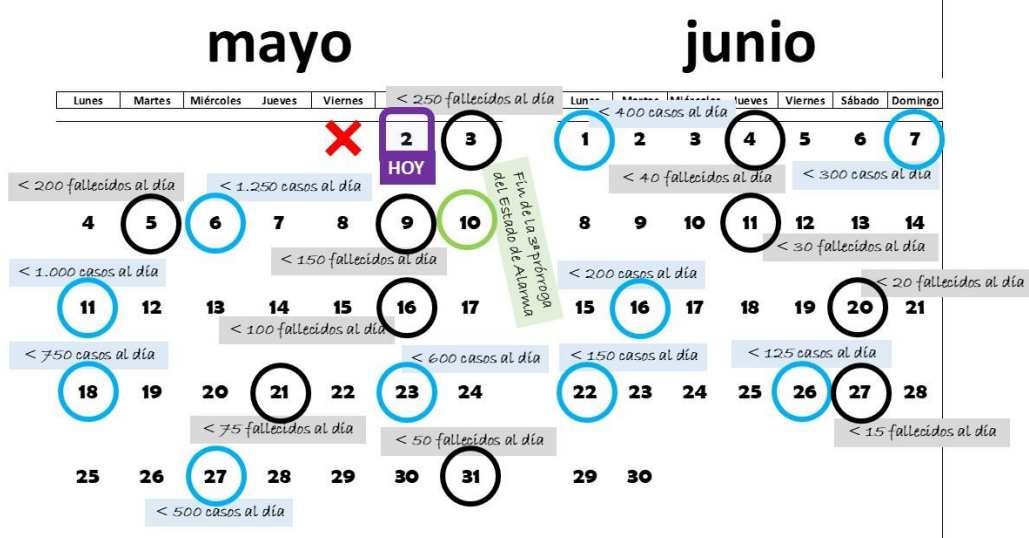 mayo
junio
Lunes Martes Miércoles Jueves Viernes
< 250 fallecidos al día
Lunes Martes Miércoles Jueves Viernes Sábado Domingo
< 400 casos al día
2 3
HOY
1 2 3 4 5 6 7
< 200 fallecidos al día
< 1.250 casos al día
Fin de la 3ª prórroga
del Estado de Alarma
< 40 fallecidos al día
< 300 casos al día
4 5 6 7 8 9 10
8 9 10 11 12 13 14
< 150 fallecidos al día
< 30 fallecidos al día
< 1.000 casos al día
< 200 casos al día
< 20 fallecidos al día
11 12 13 14 15 16 17
15 16 17 18 19 20 21
< 100 fallecidos al día
< 750 casos al día
< 600 casos al día
< 150 casos al día
< 125 casos al día
18 19 20 21 22 23 24
22 23 24 25 26 27 28
< 75 fallecidos al día
< 50 fallecidos al día
< 15 fallecidos al día
25 26 27 28 29 30 31
29 30
< 500 casos al día